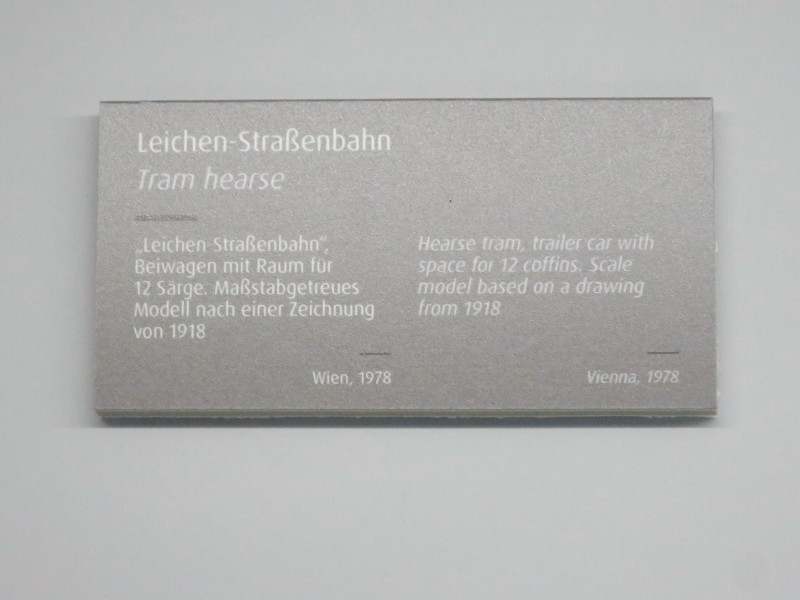 Leichen-Straßenbahn
Tram hearse
„Leichen-Straßenbahn“,
Beiwagen mit Raum für
12 Särge. Maßstabgetreues
Modell nach einer Zeichnung
von 1918
Wien, 1978
Hearse tram, trailer car with
space for 12 coffins. Scale
model based on a drawing
from 1918
Vienna, 1978